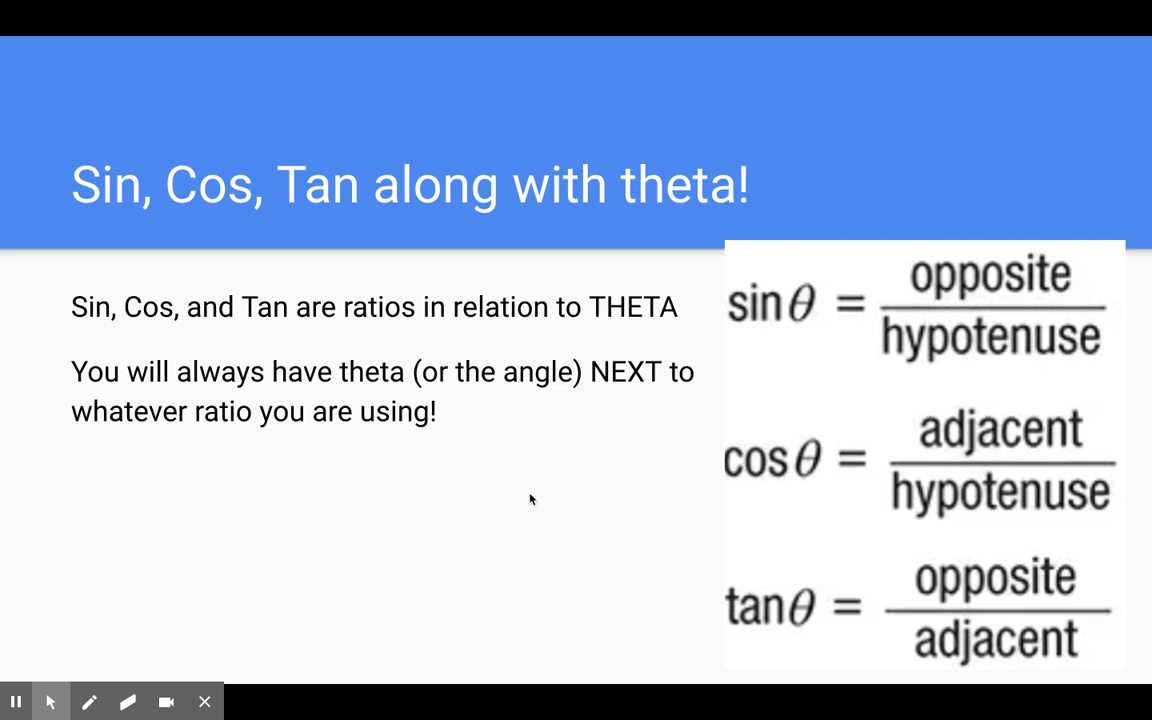 Sin, Cos, Tan along with theta!
Sin, Cos, and Tan are ratios in relation to THETA
You will always have theta (or the angle) NEXT to
whatever ratio you are using!
sinθ = opposite
hypotenuse
cosθ = adjacent
hypotenuse
tanθ = opposite
adjacent